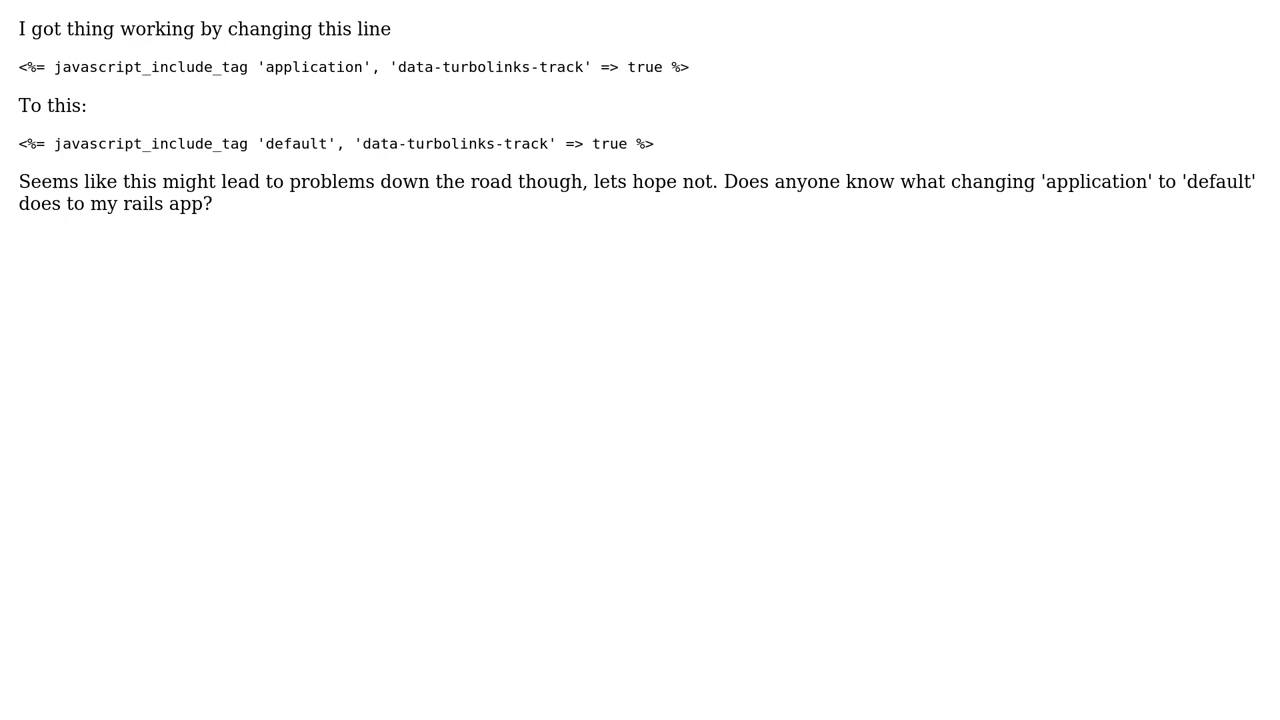 I got thing working by changing this line
<%= javascript_include_tag 'application', 'data-turbolinks-track' => true %>
To this:
<%= javascript_include_tag 'default', 'data-turbolinks-track' => true %>
Seems like this might lead to problems down the road though, lets hope not. Does anyone know what changing 'application' to 'default'
does to my rails app?